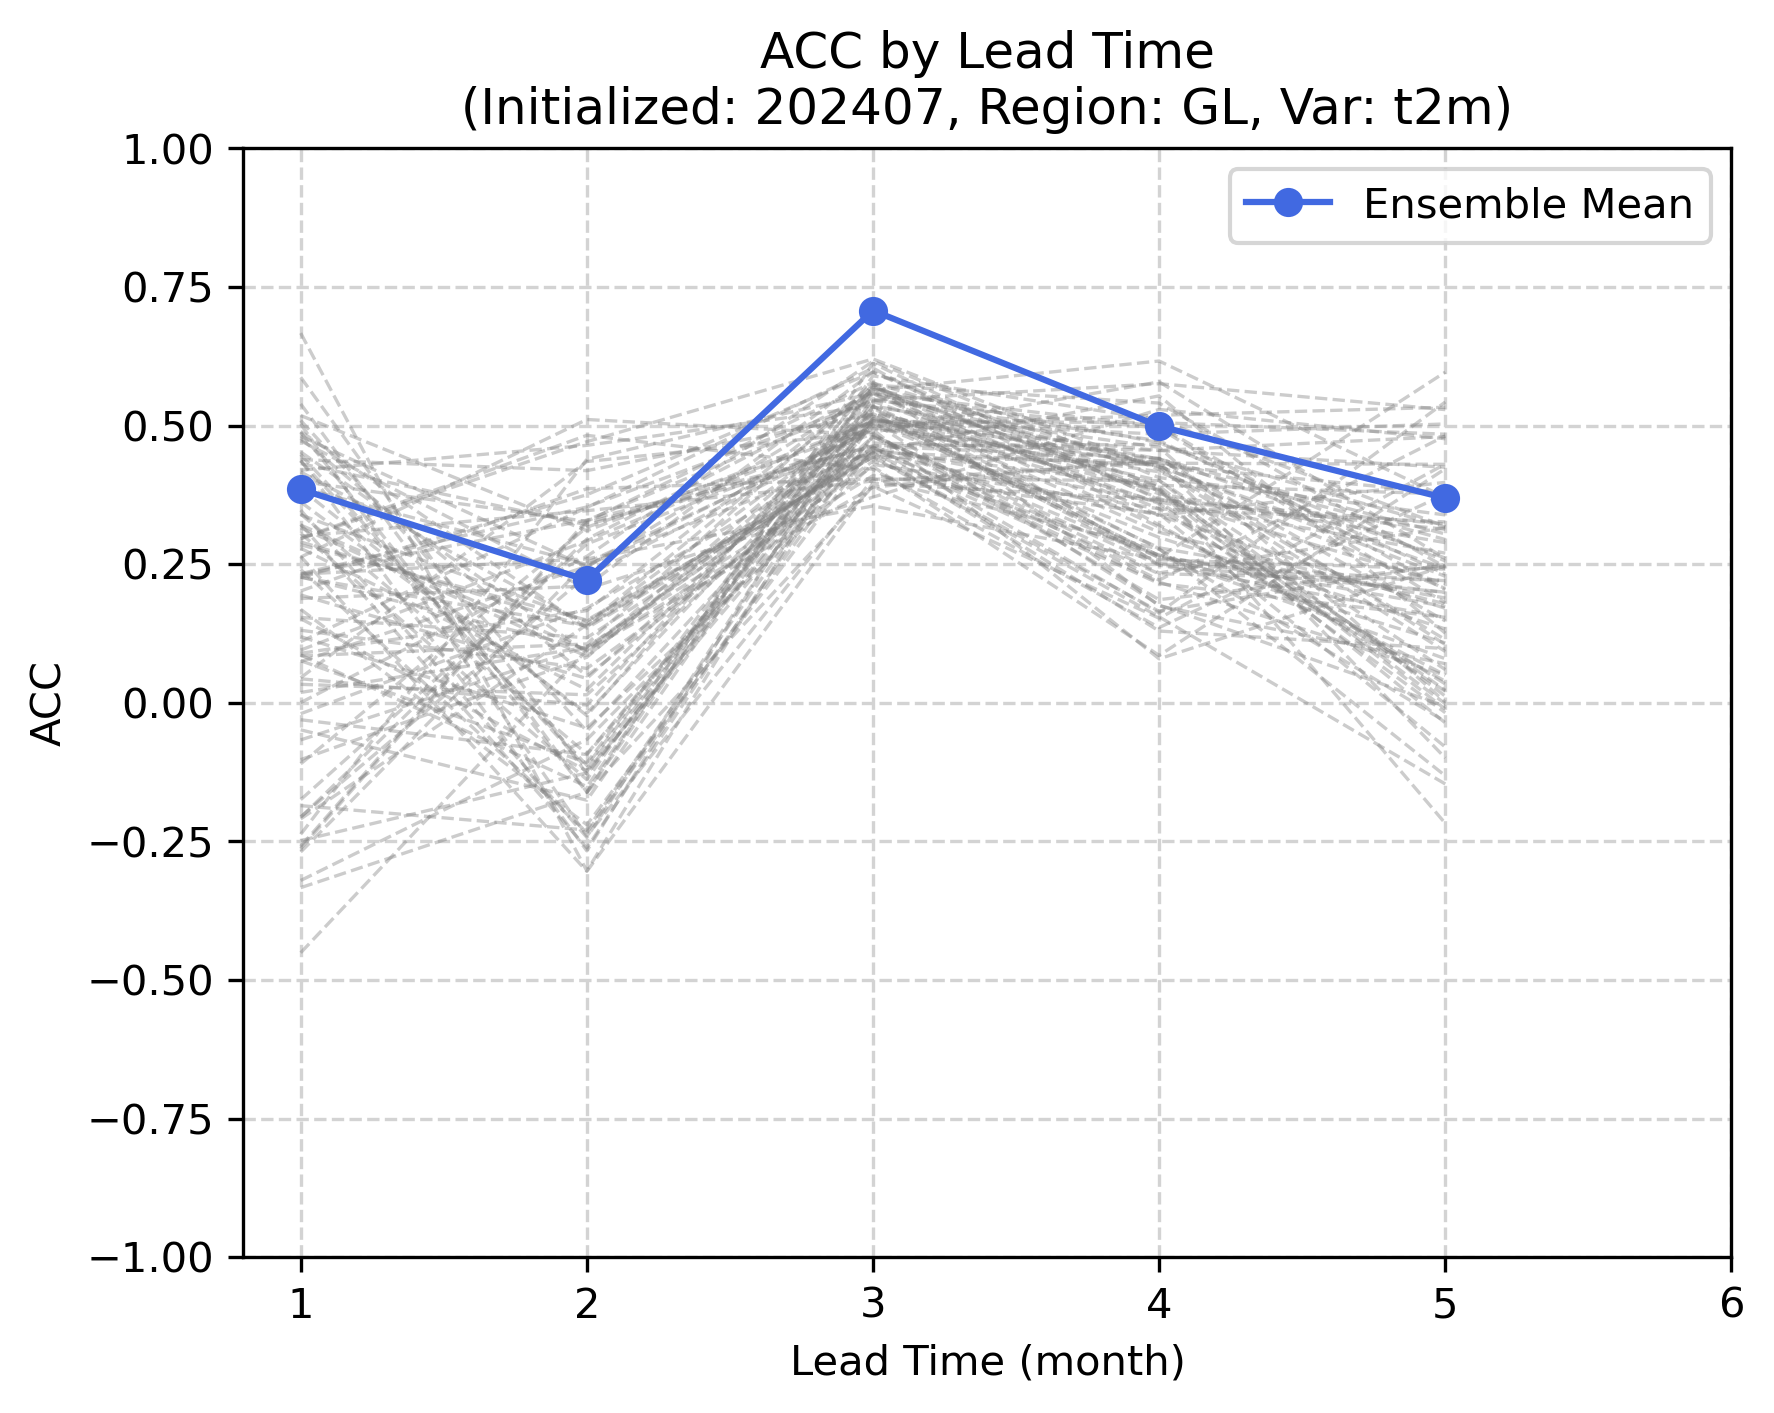 ACC by Lead Time
(Initialized: 202407, Region: GL, Var: t2m)
Ensemble Mean
1.00
0.75
0.50
0.25
0.00
−0.25
−0.50
−0.75
−1.00
ACC
1 2 3 4 5 6
Lead Time (month)